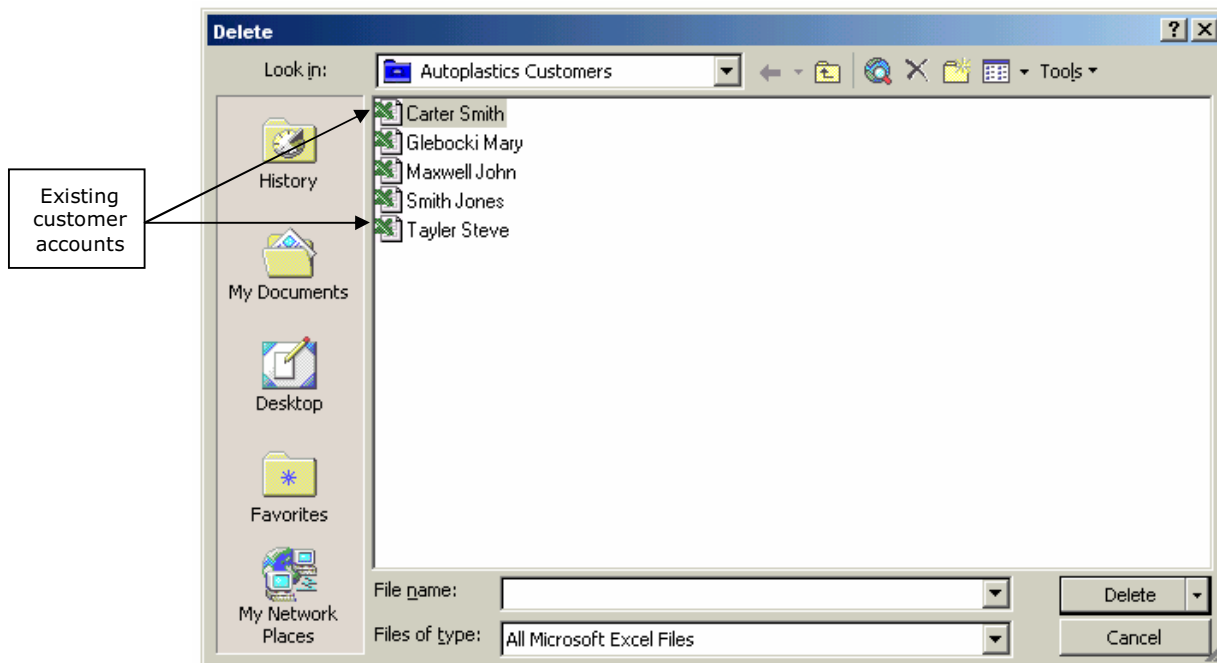 Delete
Look in:
Autoplastics Customers
Tools
Carter Smith
Glebocki Mary
Maxwell John
Smith Jones
Tayler Steve
Existing
customer
accounts
History
My Documents
Desktop
Favorites
My Network
Places
File name:
Delete
Files of type:
All Microsoft Excel Files
Cancel